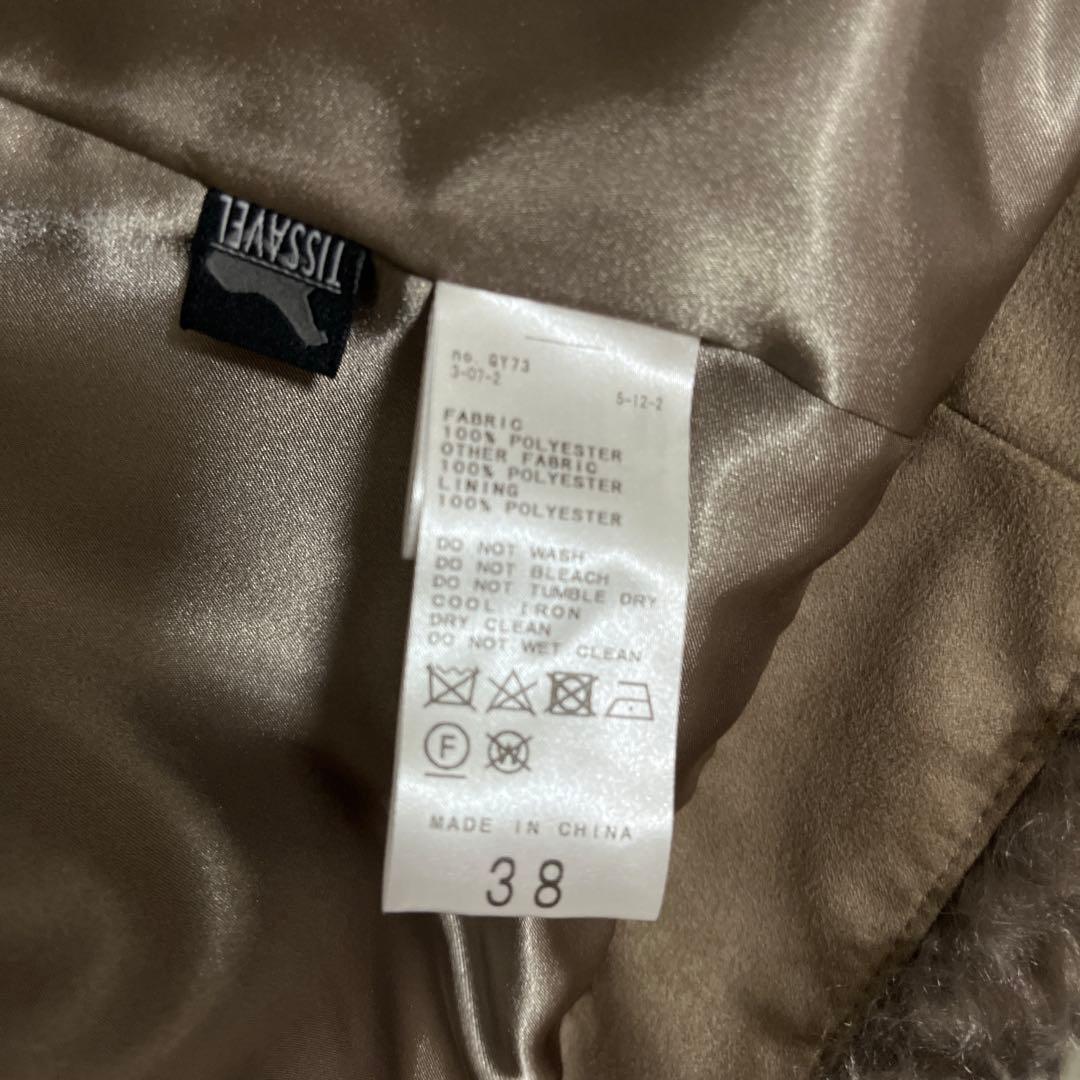 TISSAVEL
no. GY73
3-07-2
5-12-2
FABRIC
100% POLYESTER
OTHER FABRIC
100% POLYESTER
LINING
100% POLYESTER
DO NOT WASH
DO NOT BLEACH
DO NOT TUMBLE DRY
COOL IRON
DRY CLEAN
DO NOT WET CLEAN
F W
MADE IN CHINA
38